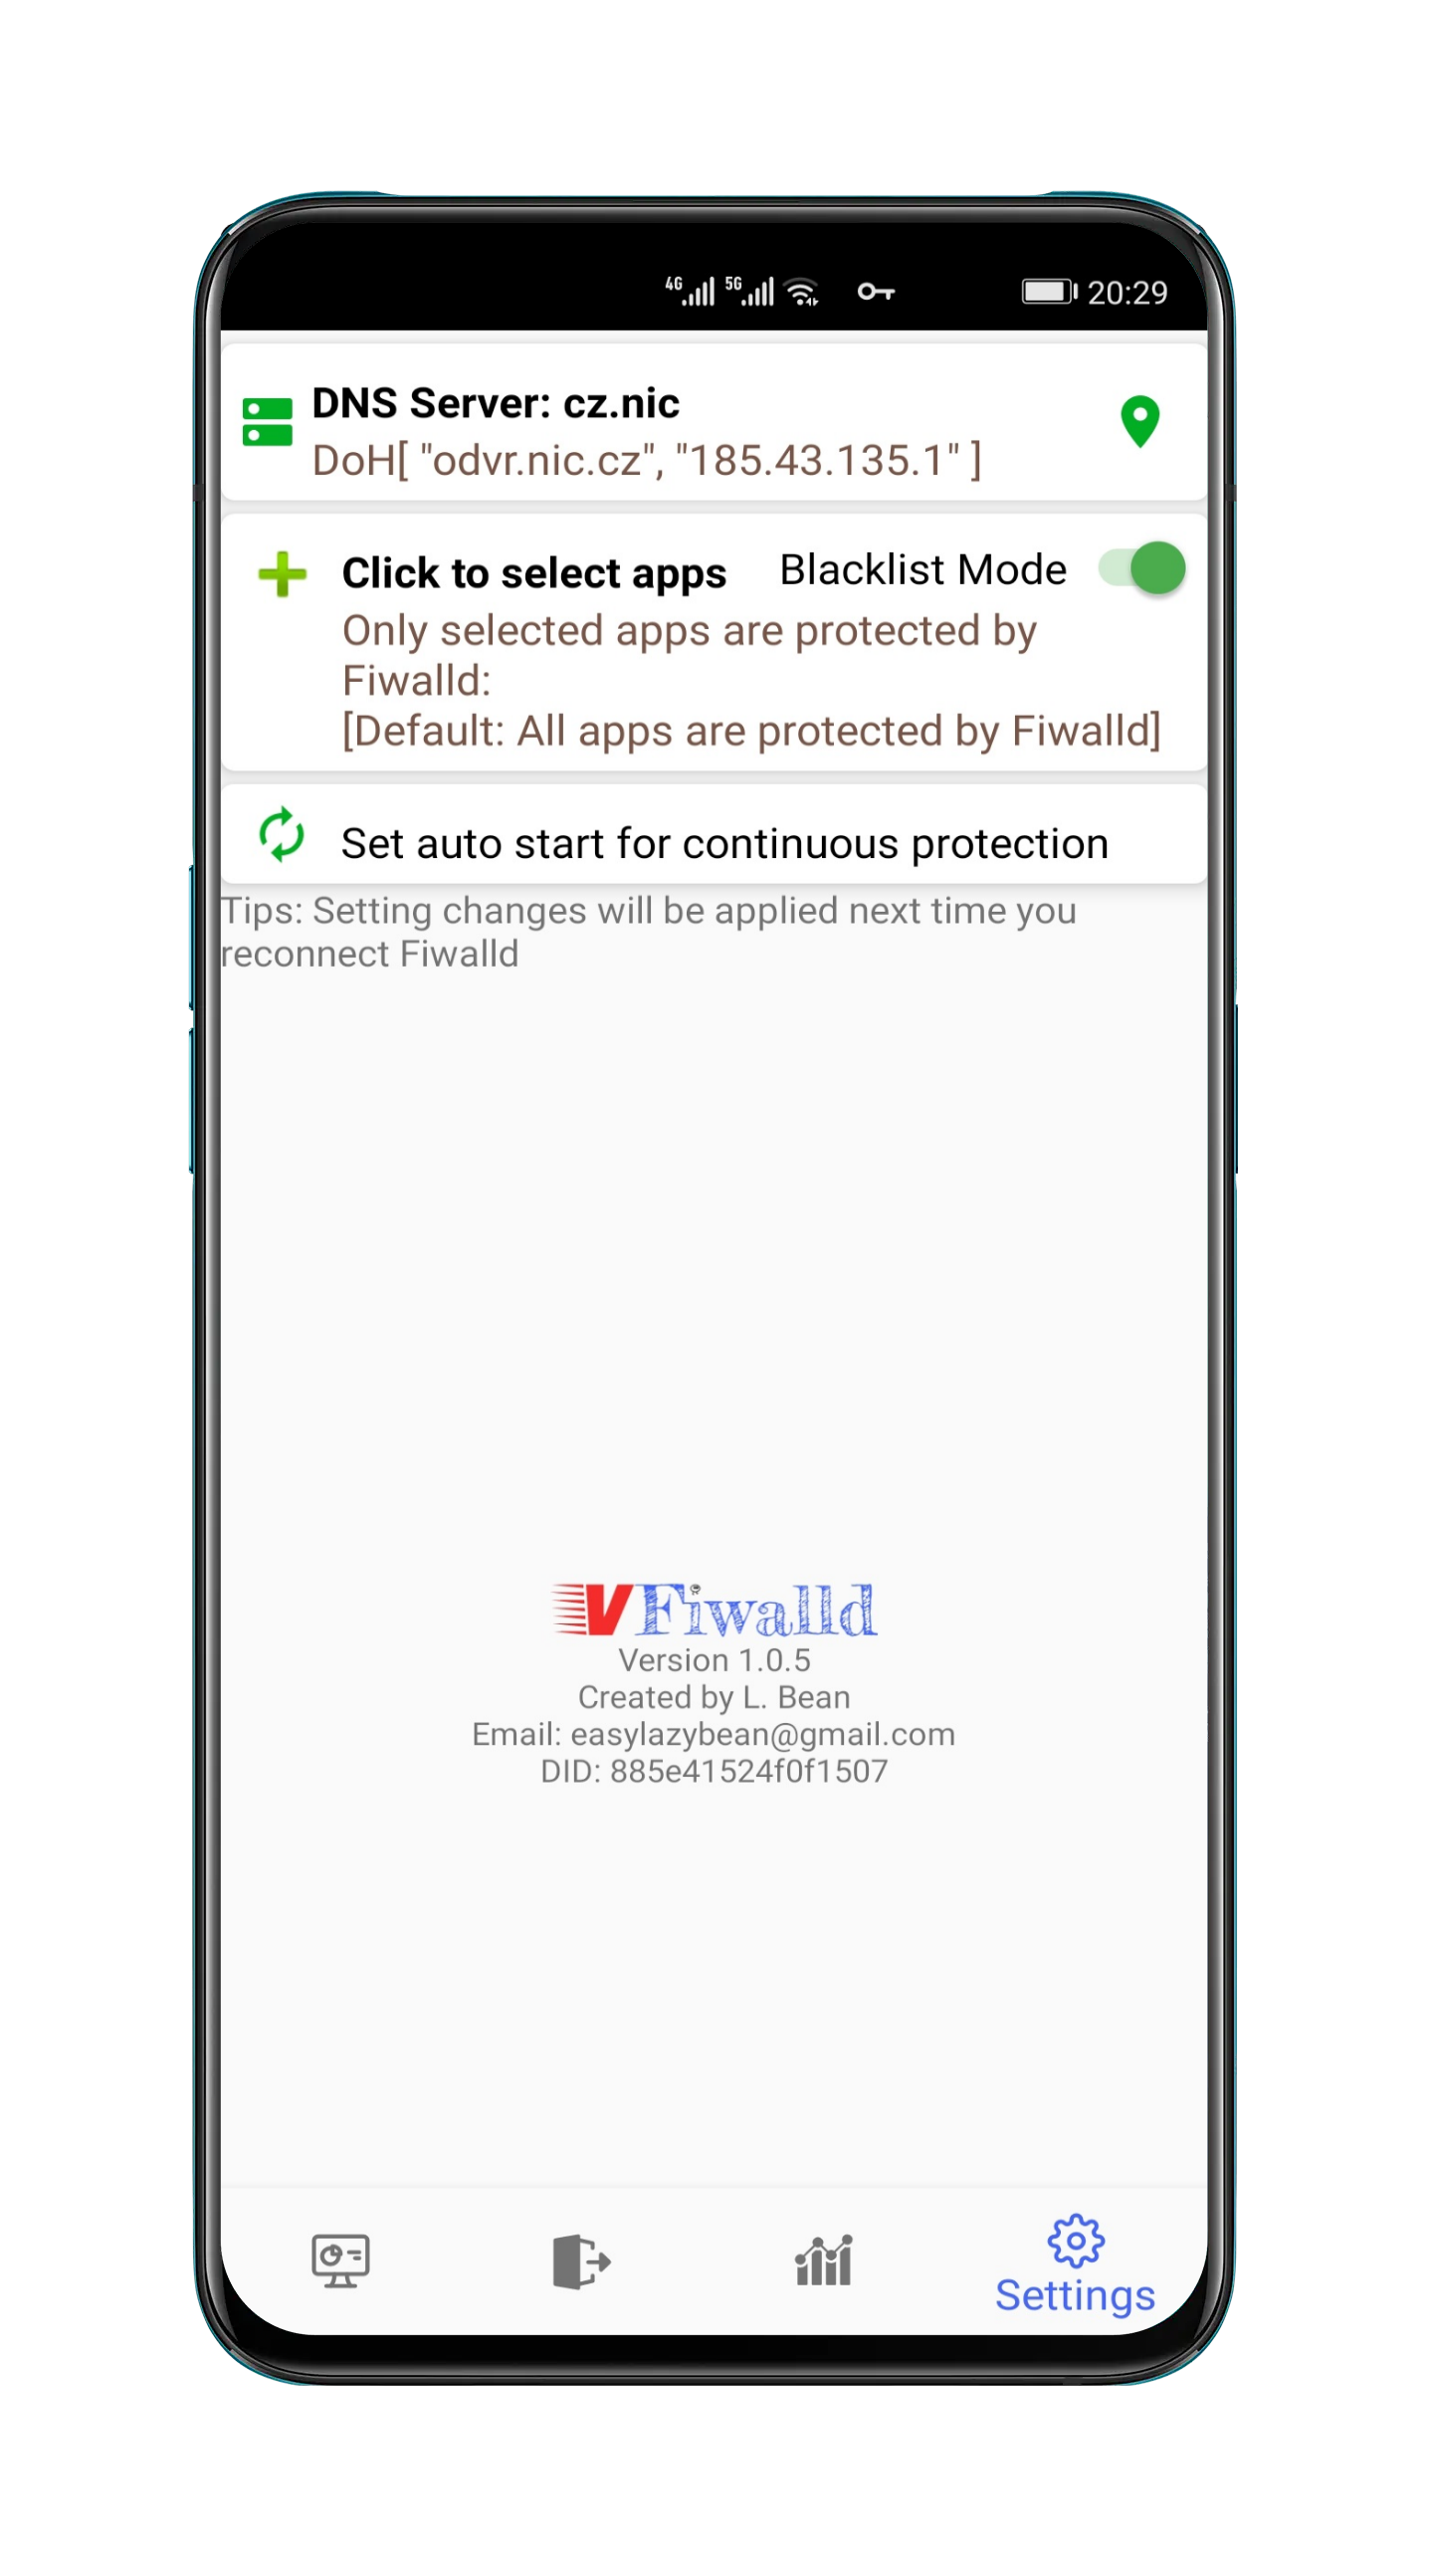 4G 5G 20:29
DNS Server: cz.nic
DoH[ "odvr.nic.cz", "185.43.135.1" ]
Click to select apps Blacklist Mode
Only selected apps are protected by
Fiwalld:
[Default: All apps are protected by Fiwalld]
Set auto start for continuous protection
Tips: Setting changes will be applied next time you
reconnect Fiwalld
VFiwalld
Version 1.0.5
Created by L. Bean
Email: easylazybean@gmail.com
DID: 885e41524f0f1507
Settings